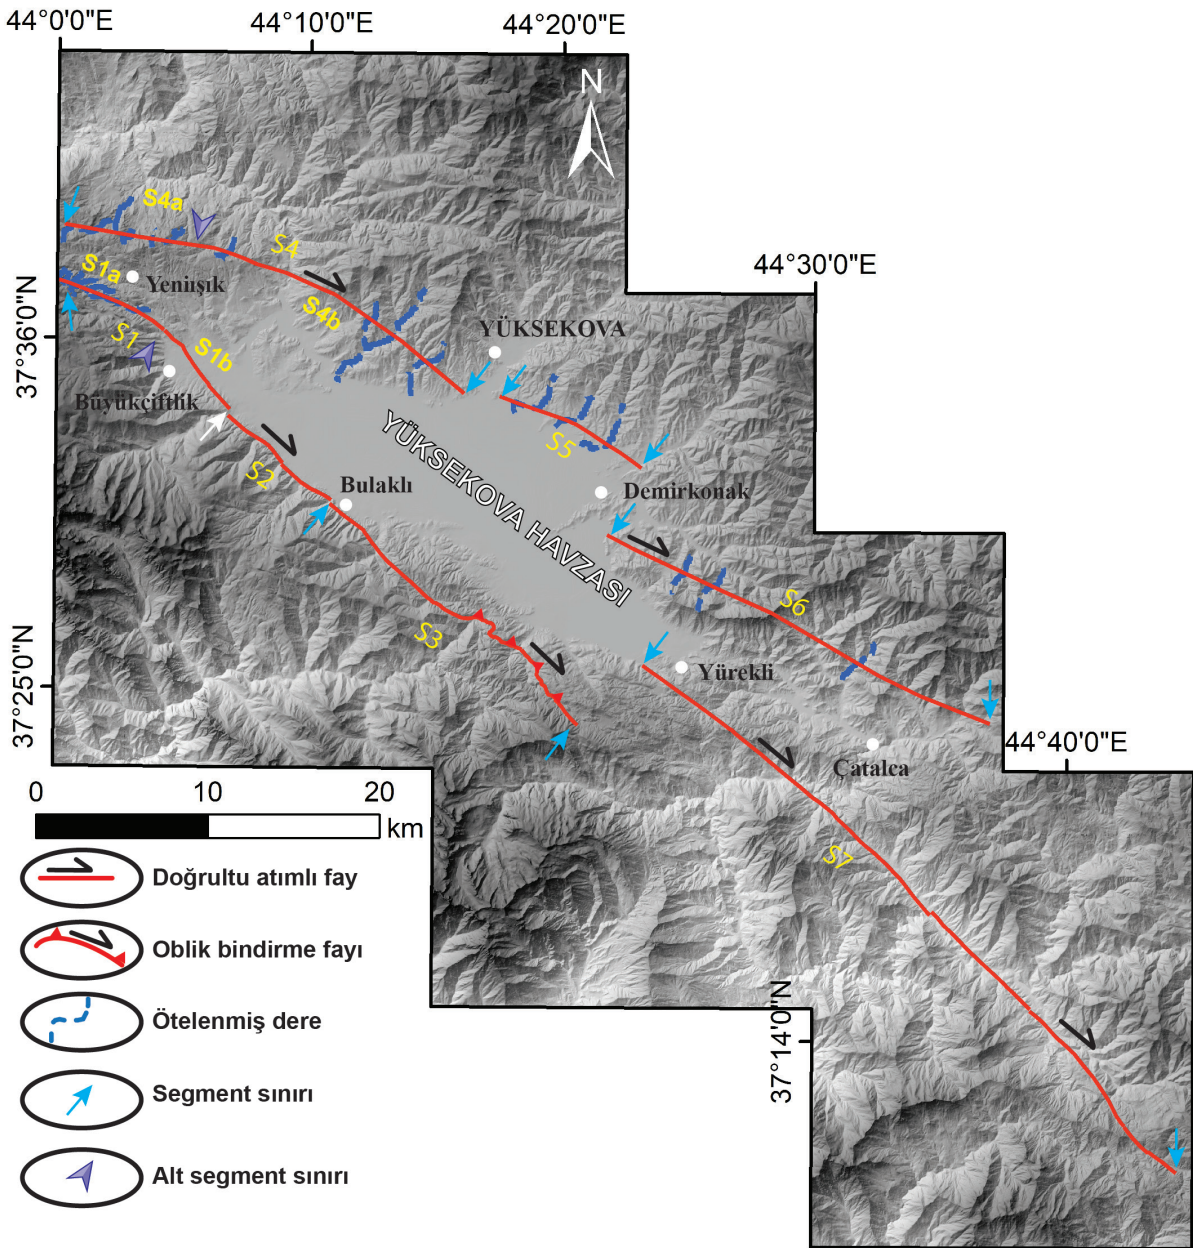 44°0'0"E
44°10'0"E
44°20'0"E
N
S4a
S4
S1a
Yeniışık
44°30'0"E
37°36'0"N
S4b
YÜKSEKOVA
S1
S1b
Büyükçiftlik
S5
S2
Bulaklı
YÜKSEKOVA HAVZASI
Demirkonak
S6
S3
Yürekli
37°25'0"N
44°40'0"E
Çatalca
0 10 20
km
S7
Doğrultu atımlı fay
Oblik bindirme fayı
Ötelenmiş dere
37°14'0"N
Segment sınırı
Alt segment sınırı